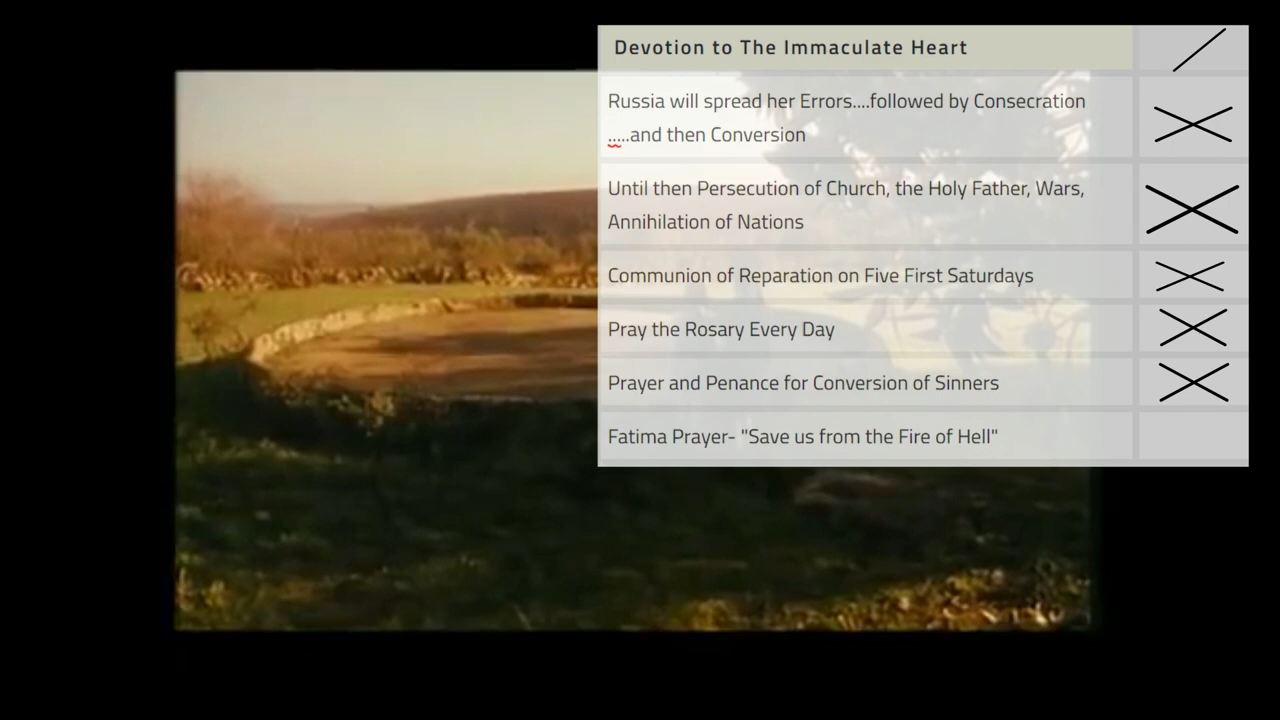 Devotion to The Immaculate Heart
Russia will spread her Errors....followed by Consecration
.....and then Conversion
Until then Persecution of Church, the Holy Father, Wars,
Annihilation of Nations
Communion of Reparation on Five First Saturdays
Pray the Rosary Every Day
Prayer and Penance for Conversion of Sinners
Fatima Prayer- "Save us from the Fire of Hell"